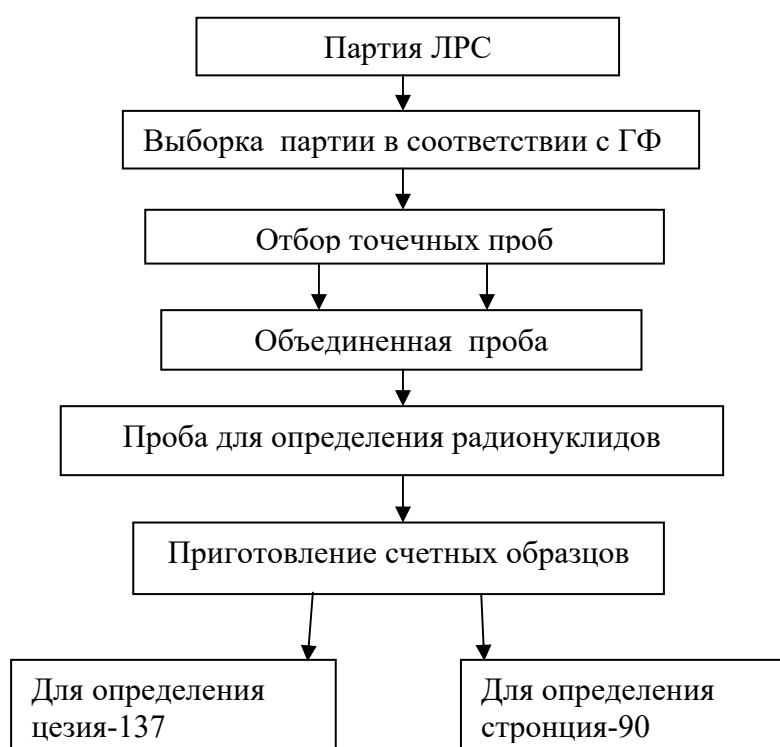 Партия ЛРС
Выборка партии в соответствии с ГФ
Отбор точечных проб
Объединенная проба
Проба для определения радионуклидов
Приготовление счетных образцов
Для определения
цезия-137
Для определения
стронция-90